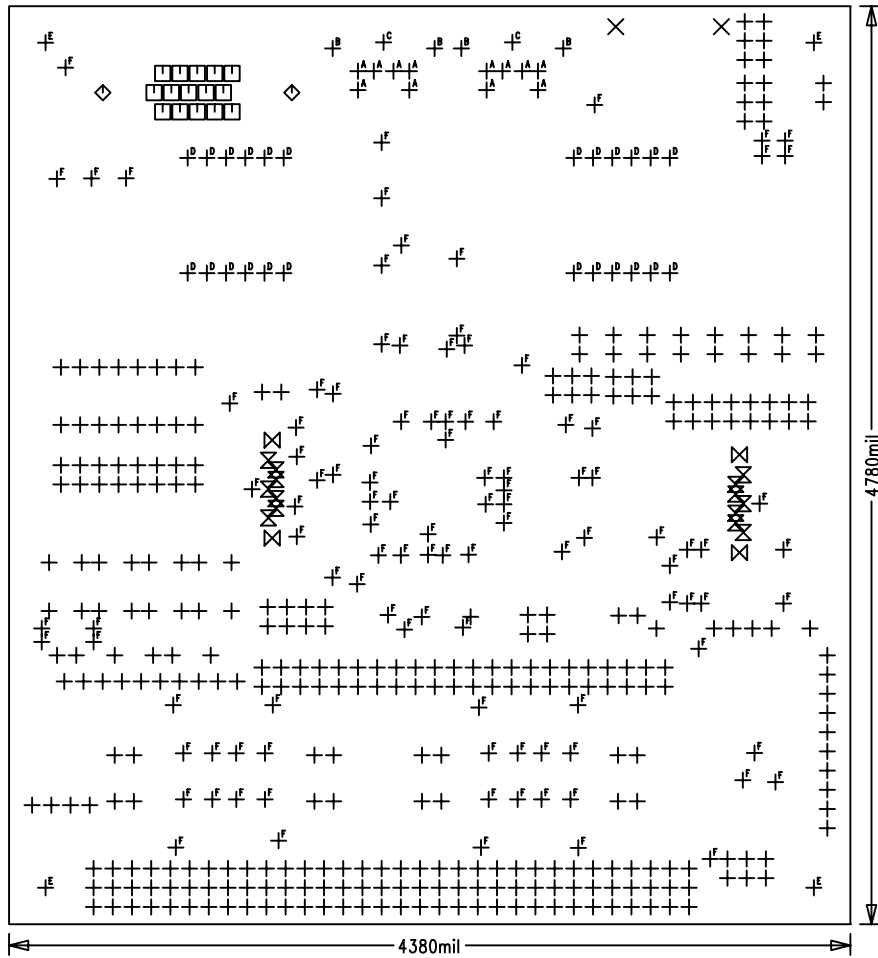 E B C B B C B E
F
A A A A A A A A
A A A A
F
F F F
D D D D D D D D D D D D F F
F F F
F
F
F
F
D D D D D D D D D D D D
F
F F F F
F
F F
F
F F F F F F F F
F
F
F
F F F F F F F
F F
F F F F F F
F F
F F F F
F F F F F F F F F
F
F
F
F F F F
F F
F F F F
F F
F
F F F F
F F F F F F F F F
F F
F F F F F F F F
F
F F F
F
E E
4780mil
4380mil